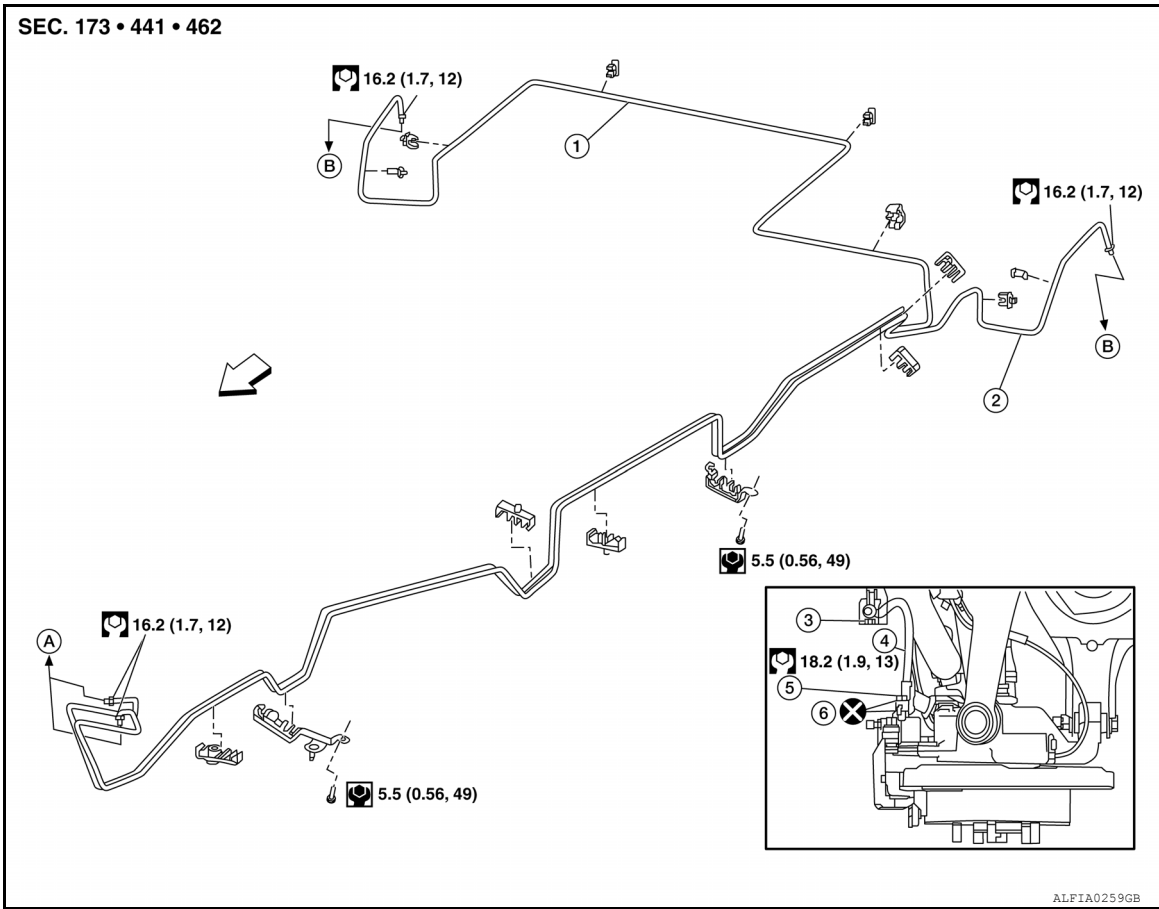 SEC. 173 • 441 • 462
16.2 (1.7, 12)
B
1
16.2 (1.7, 12)
B
2
5.5 (0.56, 49)
A
16.2 (1.7, 12)
5.5 (0.56, 49)
3
4
18.2 (1.9, 13)
5
6
ALFIA0259GB